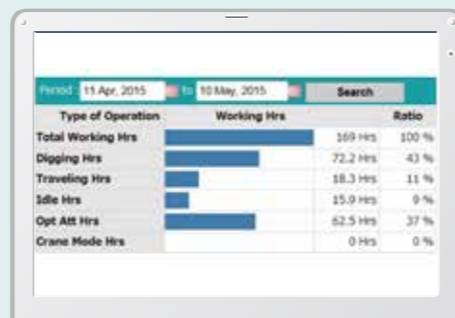 Period : 11 Apr, 2015 to 10 May, 2015 Search
Type of Operation Working Hrs Ratio
Total Working Hrs 169 Hrs 100 %
Digging Hrs 72.2 Hrs 43 %
Traveling Hrs 18.3 Hrs 11 %
Idle Hrs 15.9 Hrs 9 %
Opt Att Hrs 62.5 Hrs 37 %
Crane Mode Hrs 0 Hrs 0 %